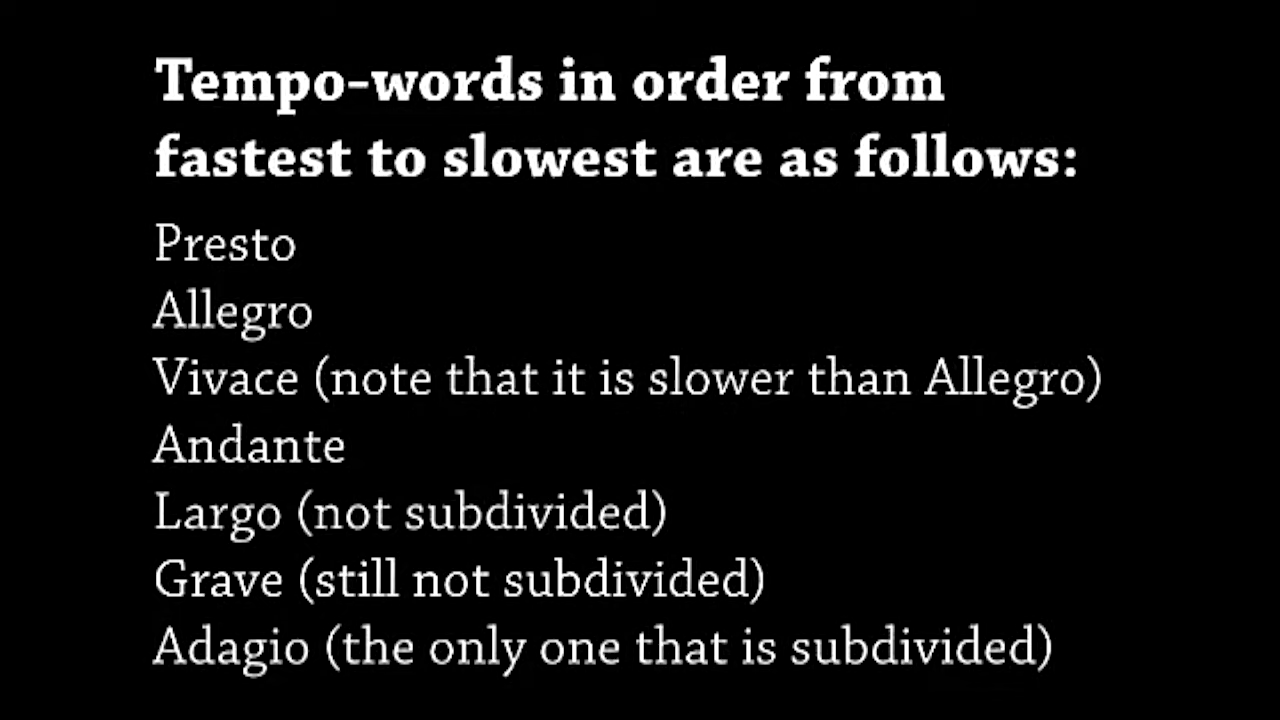 Tempo-words in order from
fastest to slowest are as follows:
Presto
Allegro
Vivace (note that it is slower than Allegro)
Andante
Largo (not subdivided)
Grave (still not subdivided)
Adagio (the only one that is subdivided)